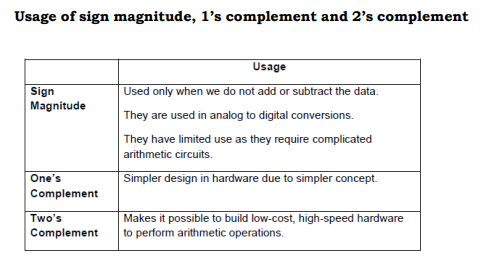 Usage of sign magnitude, 1’s complement and 2’s complement
Usage
Sign
Magnitude
Used only when we do not add or subtract the data.
They are used in analog to digital conversions.
They have limited use as they require complicated
arithmetic circuits.
One's
Complement
Simpler design in hardware due to simpler concept.
Two's
Complement
Makes it possible to build low-cost, high-speed hardware
to perform arithmetic operations.